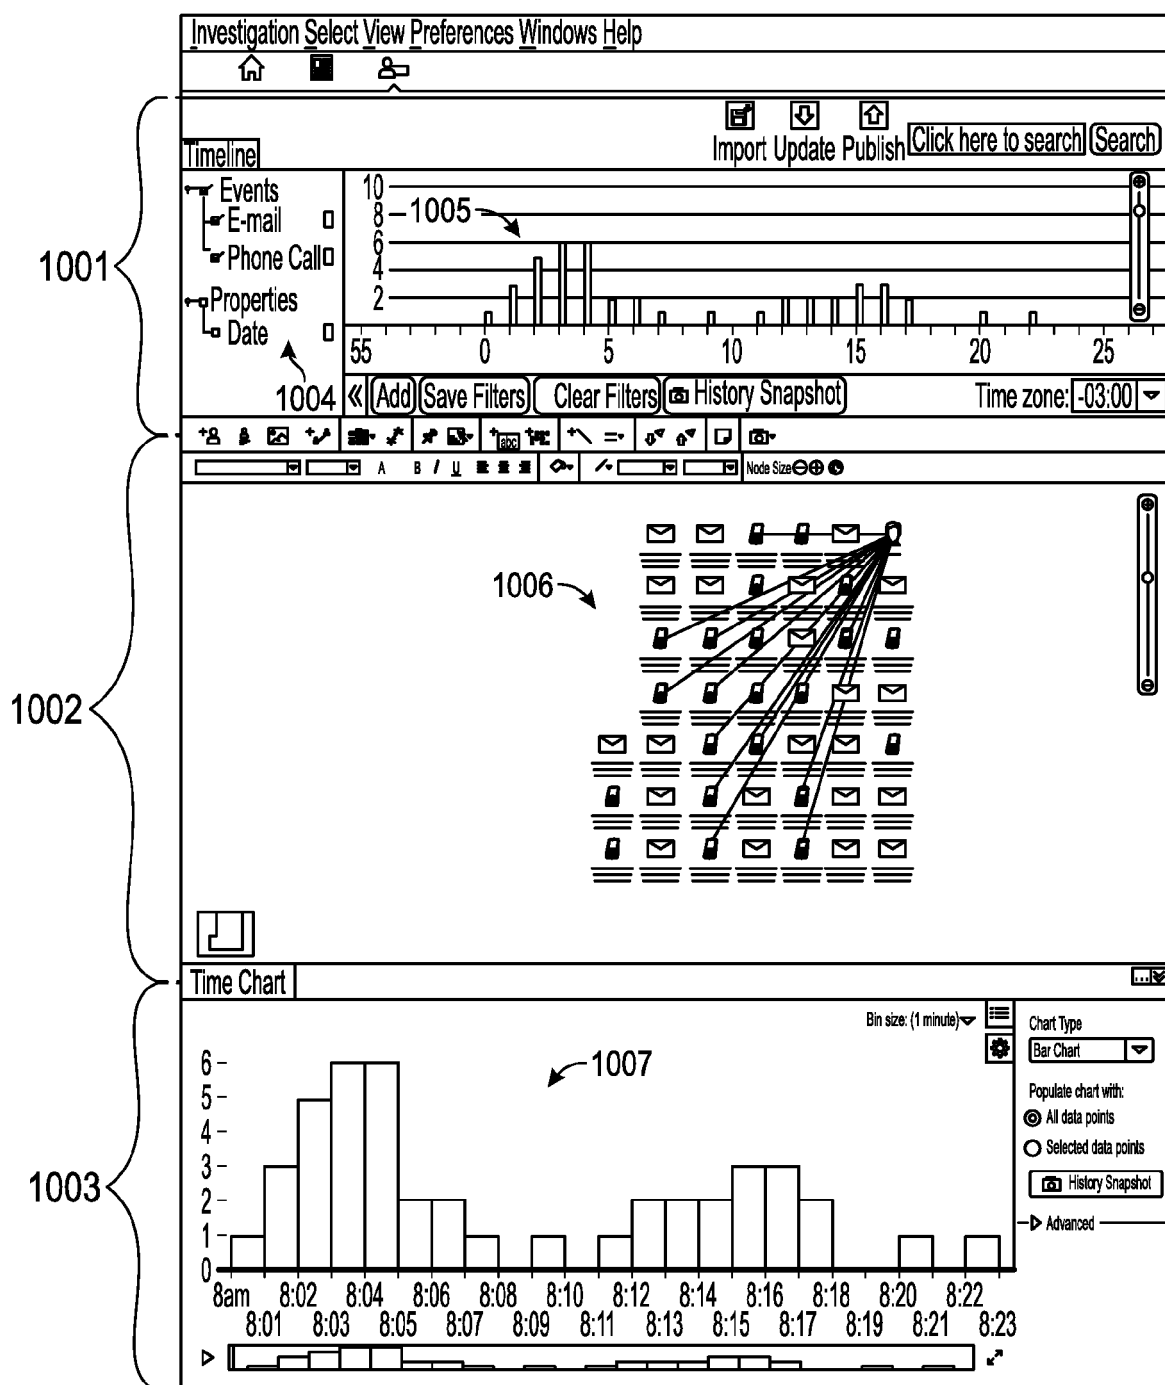 Investigation Select View Preferences Windows Help
Import Update Publish Click here to search Search
Timeline
Events
E-mail
Phone Call
Properties
Date
1001
1004
10
8
6
4
2
1005
55 0 5 10 15 20 25
« Add Save Filters Clear Filters History Snapshot Time zone: -03:00
abc
A B I U Node Size
1002
1006
Time Chart
...
1003
Bin size: (1 minute)
1007
6
5
4
3
2
1
0
8am 8:02 8:04 8:06 8:08 8:10 8:12 8:14 8:16 8:18 8:20 8:22
8:01 8:03 8:05 8:07 8:09 8:11 8:13 8:15 8:17 8:19 8:21 8:23
Chart Type
Bar Chart
Populate chart with:
All data points
Selected data points
History Snapshot
Advanced